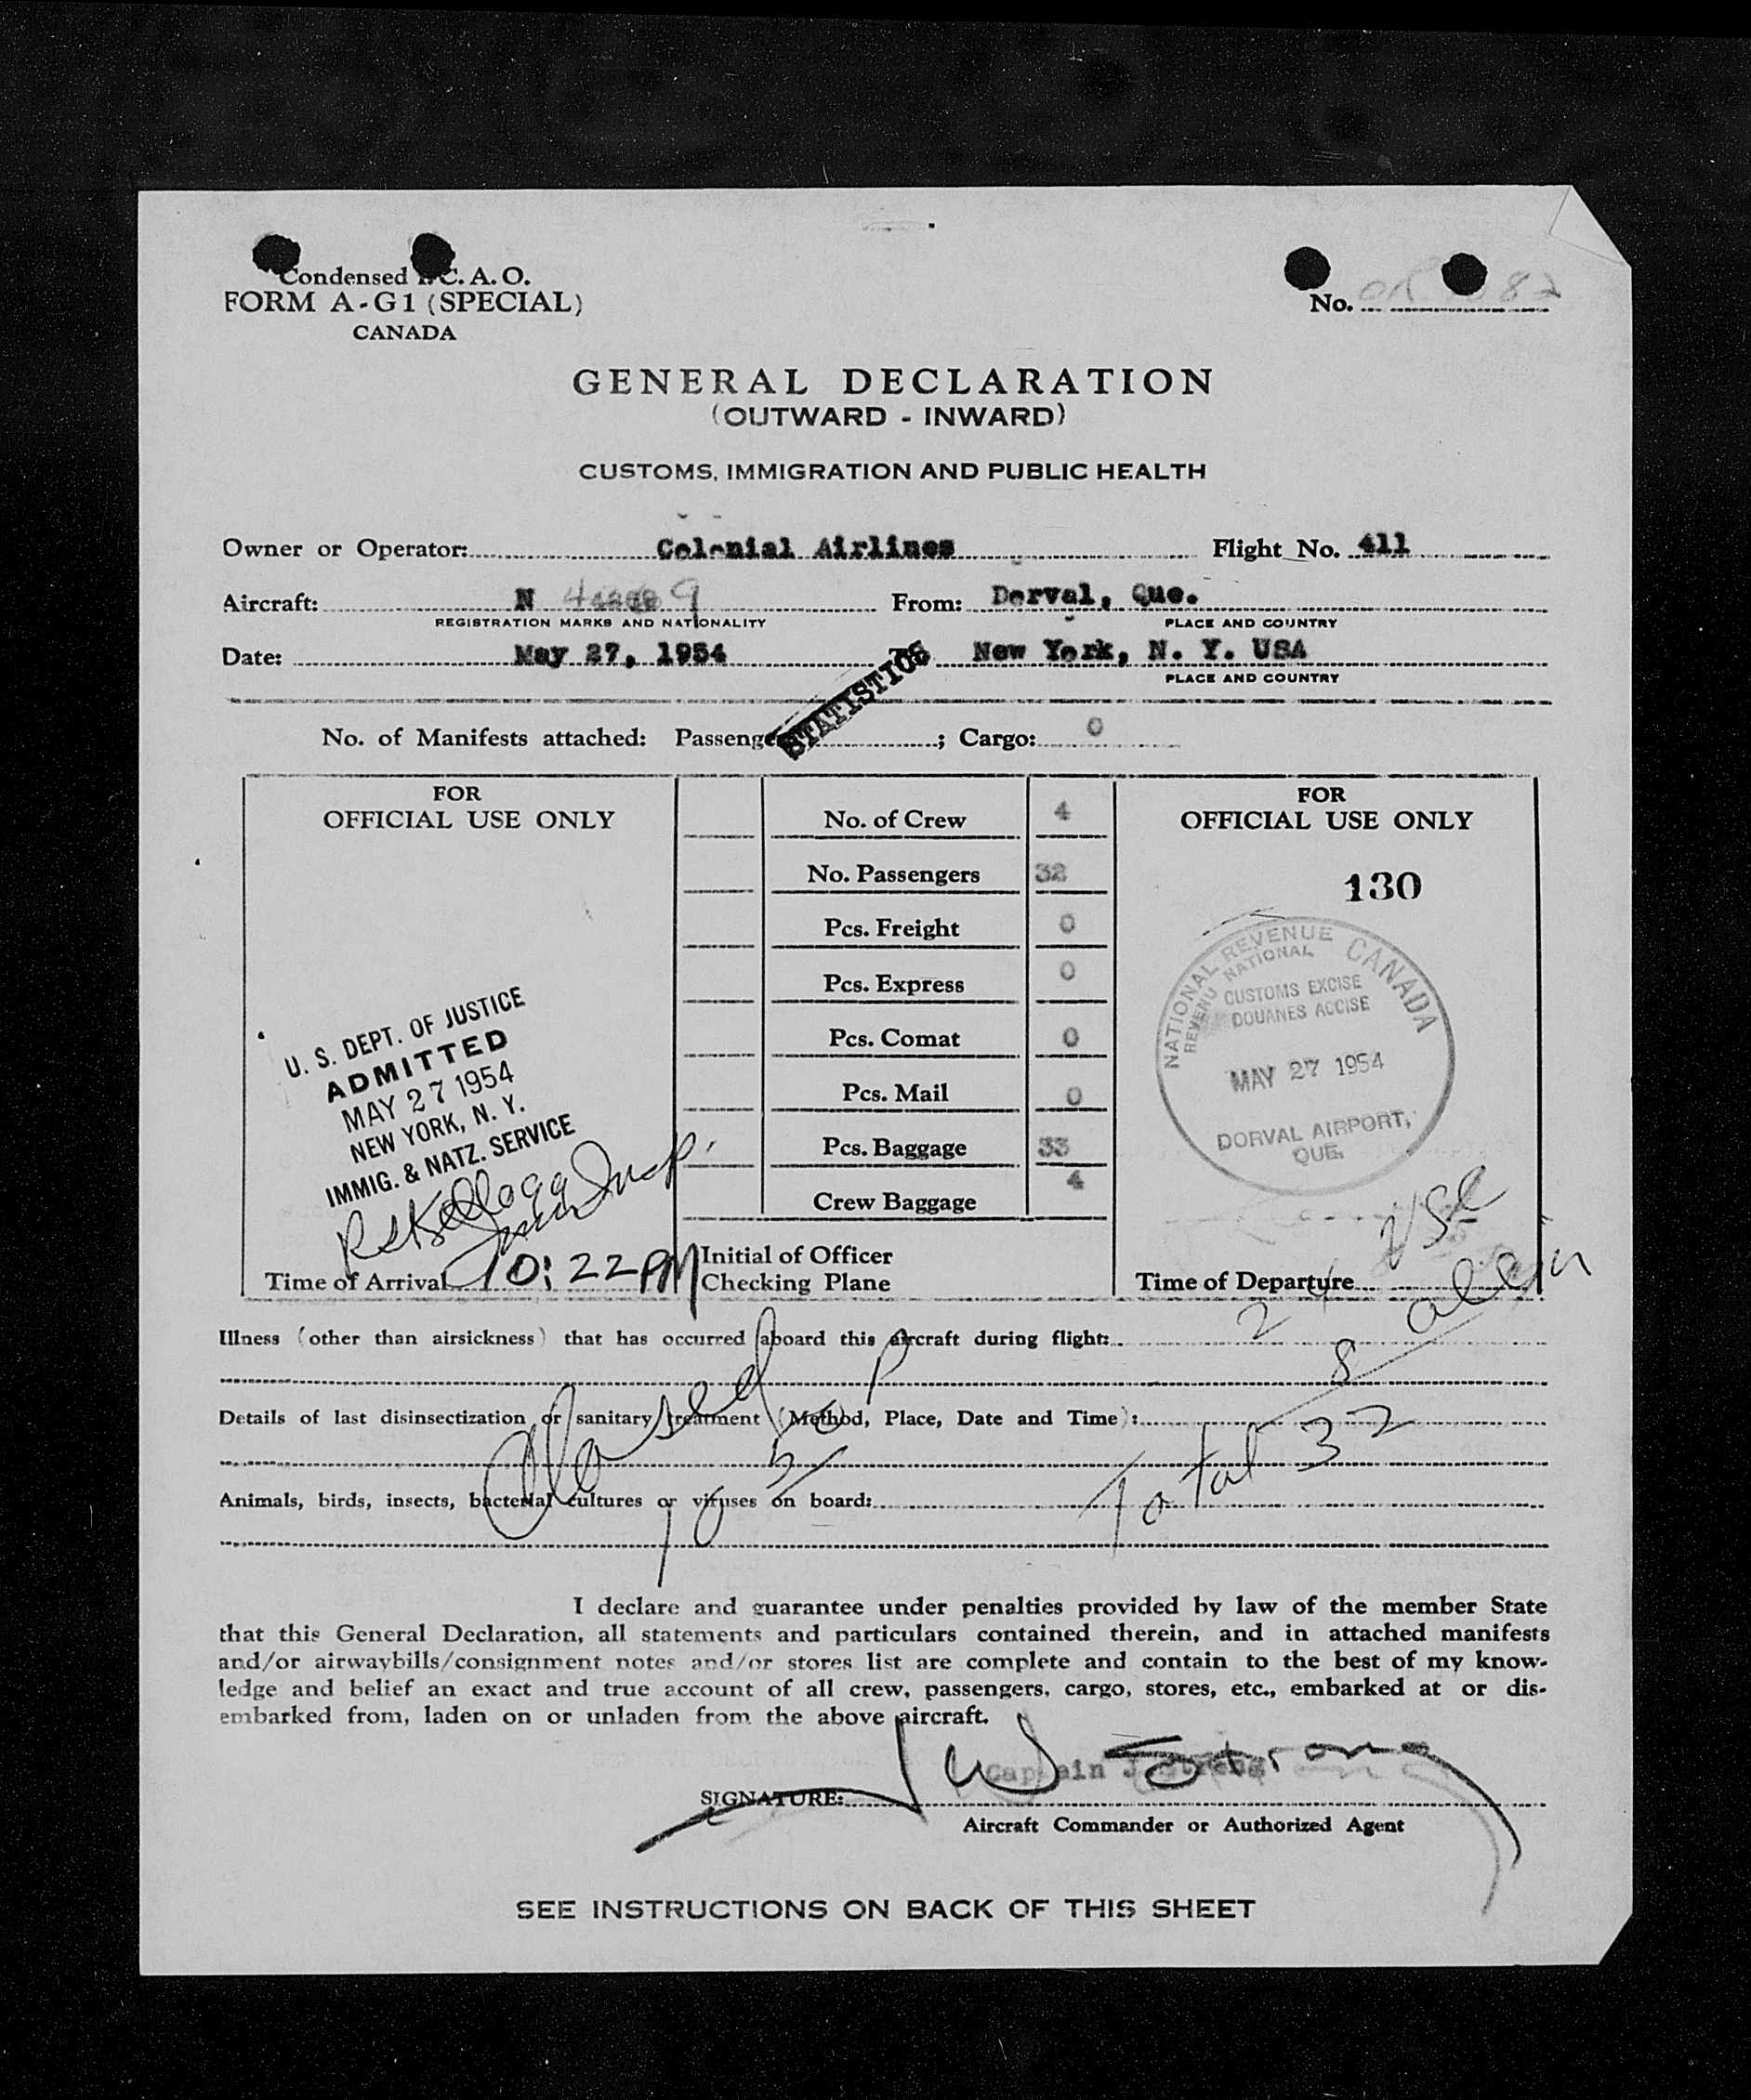 Condensed I.C.A.O.
FORM A-G1 (SPECIAL)
CANADA
No.
GENERAL DECLARATION
(OUTWARD - INWARD)
CUSTOMS, IMMIGRATION AND PUBLIC HEALTH
Owner or Operator: Colonial Airlines Flight No. 411
Aircraft: N From: Dorval, Que.
REGISTRATION MARKS AND NATIONALITY PLACE AND COUNTRY
Date: May 27, 1954 To New York, N. Y. USA
PLACE AND COUNTRY
STATISTICS
No. of Manifests attached: Passenger ; Cargo: 0
FOR
OFFICIAL USE ONLY
U. S. DEPT. OF JUSTICE
ADMITTED
MAY 27 1954
NEW YORK, N. Y.
IMMIG. & NATZ. SERVICE
Time of Arrival 10:22PM
No. of Crew 4
No. Passengers 32
Pcs. Freight 0
Pcs. Express 0
Pcs. Comat 0
Pcs. Mail 0
Pcs. Baggage 33
Crew Baggage 4
Initial of Officer
Checking Plane
FOR
OFFICIAL USE ONLY
130
NATIONAL REVENUE CANADA
REVENU NATIONAL
CUSTOMS EXCISE
DOUANES ACCISE
MAY 27 1954
DORVAL AIRPORT,
QUE.
Time of Departure
24 USC
8 alien
Total 32
Illness (other than airsickness) that has occurred aboard this aircraft during flight:
Details of last disinsectization or sanitary treatment (Method, Place, Date and Time):
Animals, birds, insects, bacterial cultures or viruses on board:
I declare and guarantee under penalties provided by law of the member State
that this General Declaration, all statements and particulars contained therein, and in attached manifests
and/or airwaybills/consignment notes and/or stores list are complete and contain to the best of my know-
ledge and belief an exact and true account of all crew, passengers, cargo, stores, etc., embarked at or dis-
embarked from, laden on or unladen from the above aircraft.
Captain J. Strong
J W Strong
SIGNATURE:
Aircraft Commander or Authorized Agent
SEE INSTRUCTIONS ON BACK OF THIS SHEET